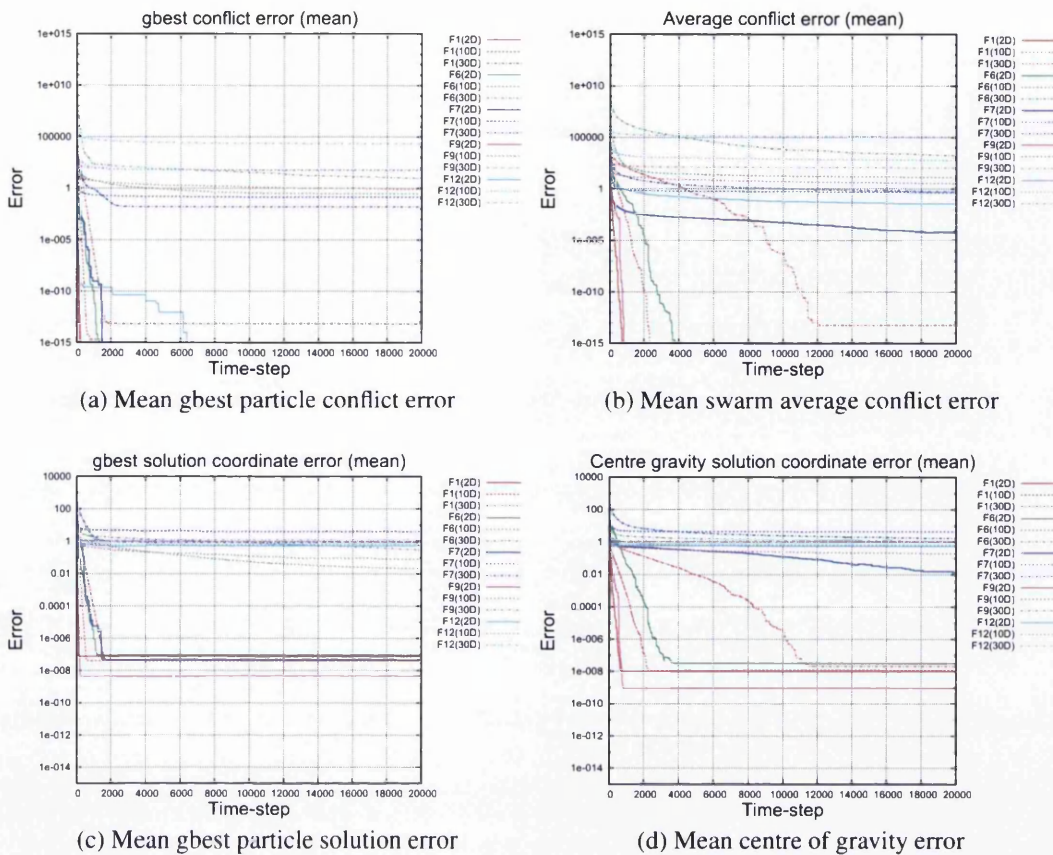 gbest conflict error (mean)
1e+015
1e+010
100000
1
1e-005
1e-010
1e-015
Error
0 2000 4000 6000 8000 10000 12000 14000 16000 18000 20000
Time-step
F1(2D)
F1(10D)
F1(30D)
F6(2D)
F6(10D)
F6(30D)
F7(2D)
F7(10D)
F7(30D)
F9(2D)
F9(10D)
F9(30D)
F12(2D)
F12(10D)
F12(30D)
(a) Mean gbest particle conflict error
Average conflict error (mean)
1e+015
1e+010
100000
1
1e-005
1e-010
1e-015
Error
0 2000 4000 6000 8000 10000 12000 14000 16000 18000 20000
Time-step
F1(2D)
F1(10D)
F1(30D)
F6(2D)
F6(10D)
F6(30D)
F7(2D)
F7(10D)
F7(30D)
F9(2D)
F9(10D)
F9(30D)
F12(2D)
F12(10D)
F12(30D)
(b) Mean swarm average conflict error
gbest solution coordinate error (mean)
10000
100
1
0.01
0.0001
1e-006
1e-008
1e-010
1e-012
1e-014
Error
0 2000 4000 6000 8000 10000 12000 14000 16000 18000 20000
Time-step
F1(2D)
F1(10D)
F1(30D)
F6(2D)
F6(10D)
F6(30D)
F7(2D)
F7(10D)
F7(30D)
F9(2D)
F9(10D)
F9(30D)
F12(2D)
F12(10D)
F12(30D)
(c) Mean gbest particle solution error
Centre gravity solution coordinate error (mean)
10000
100
1
0.01
0.0001
1e-006
1e-008
1e-010
1e-012
1e-014
Error
0 2000 4000 6000 8000 10000 12000 14000 16000 18000 20000
Time-step
F1(2D)
F1(10D)
F1(30D)
F6(2D)
F6(10D)
F6(30D)
F7(2D)
F7(10D)
F7(30D)
F9(2D)
F9(10D)
F9(30D)
F12(2D)
F12(10D)
F12(30D)
(d) Mean centre of gravity error